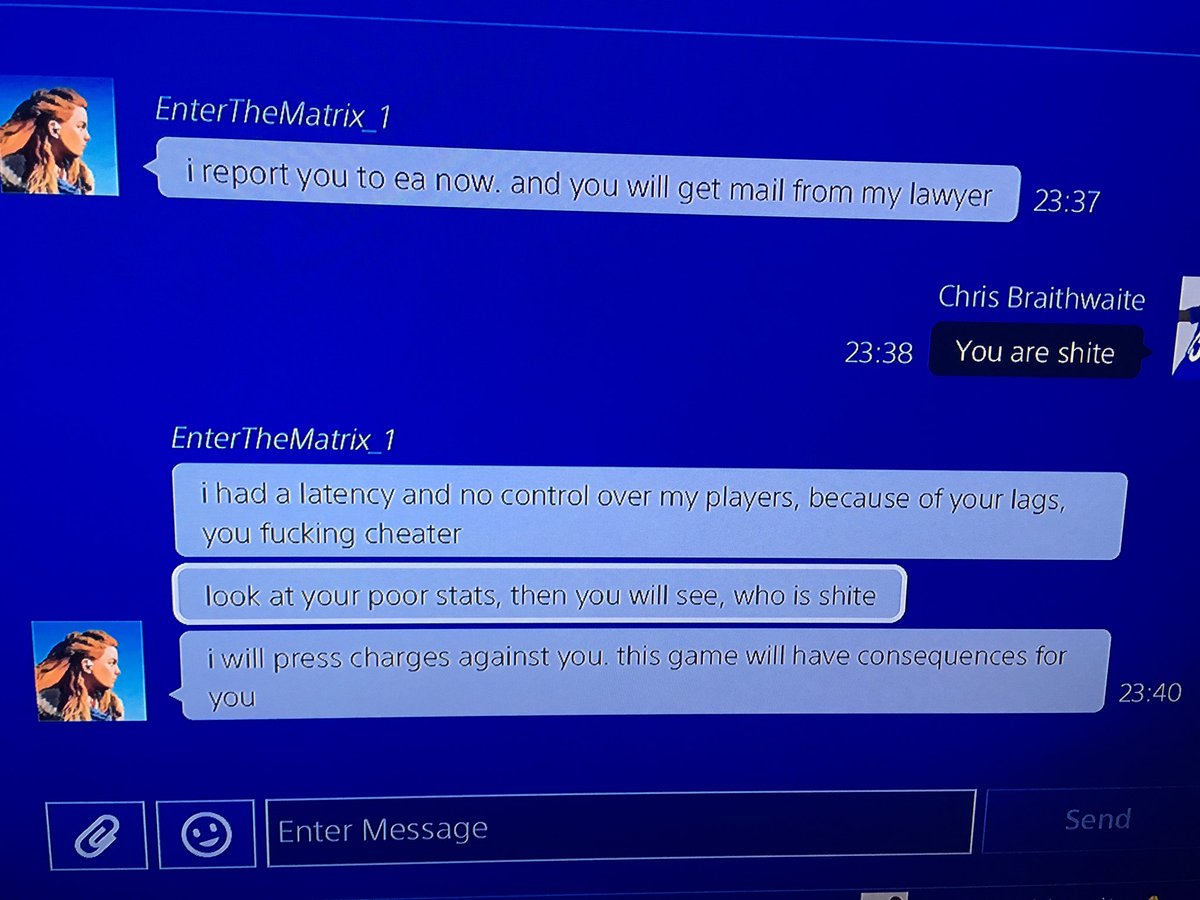 EnterTheMatrix_1
i report you to ea now. and you will get mail from my lawyer
23:37
Chris Braithwaite
23:38
You are shite
EnterTheMatrix_1
i had a latency and no control over my players, because of your lags,
you fucking cheater
look at your poor stats, then you will see, who is shite
i will press charges against you. this game will have consequences for
you
23:40
Enter Message
Send